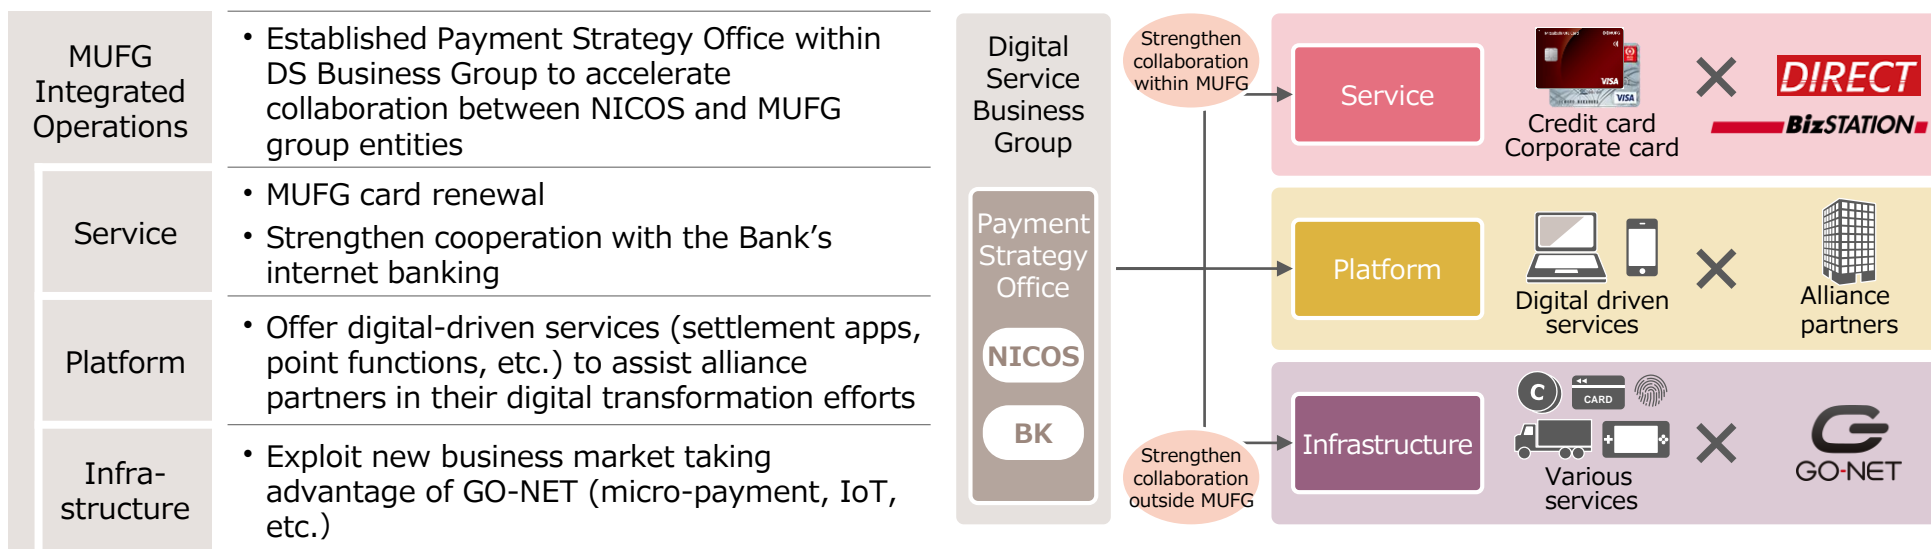 MUFG
Integrated
Operations
• Established Payment Strategy Office within
DS Business Group to accelerate
collaboration between NICOS and MUFG
group entities
Service
• MUFG card renewal
• Strengthen cooperation with the Bank's
internet banking
Platform
• Offer digital-driven services (settlement apps,
point functions, etc.) to assist alliance
partners in their digital transformation efforts
Infra-
structure
• Exploit new business market taking
advantage of GO-NET (micro-payment, IoT,
etc.)
Digital
Service
Business
Group
Payment
Strategy
Office
NICOS
BK
Strengthen
collaboration
within MUFG
Strengthen
collaboration
outside MUFG
Service
VISA
VISA
Credit card
Corporate card
DIRECT
BizSTATION
Platform
Digital driven
services
Alliance
partners
Infrastructure
C
CARD
Various
services
GO-NET